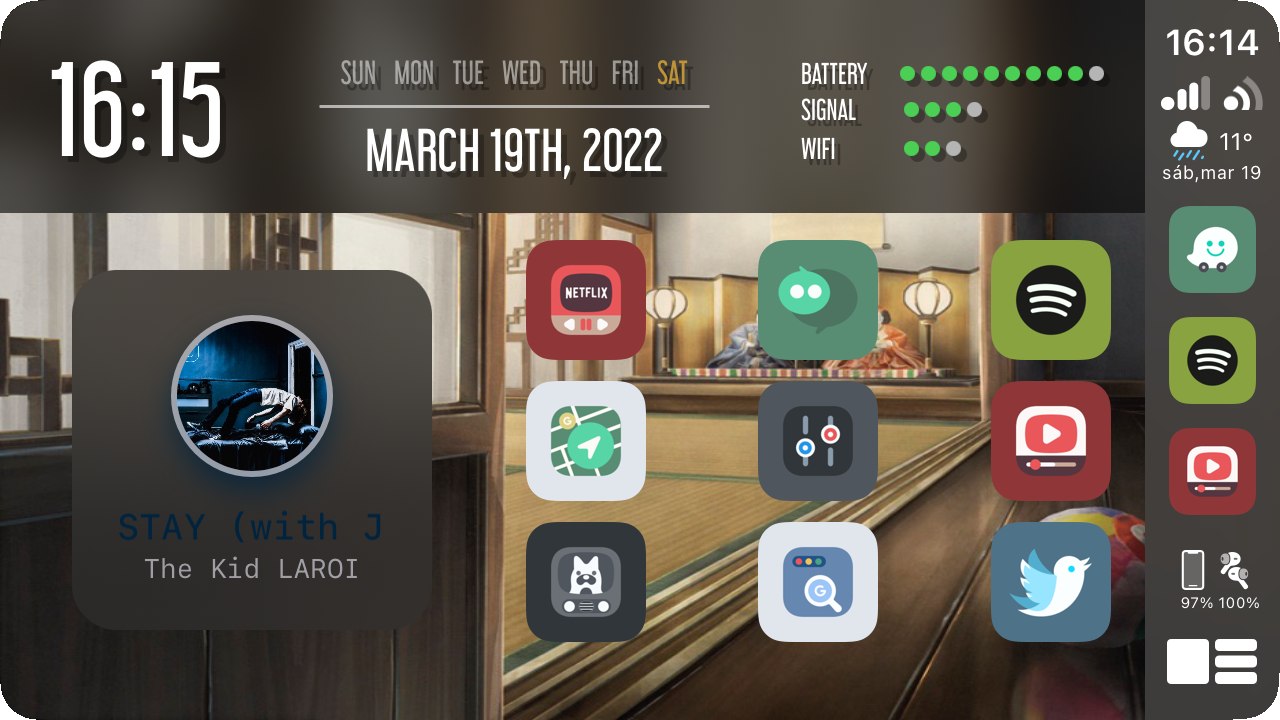 16:15
SUN MON TUE WED THU FRI SAT
MARCH 19TH, 2022
BATTERY
SIGNAL
WIFI
16:14
11°
sáb,mar 19
NETFLIX
G
G
STAY (with J
The Kid LAROI
97% 100%